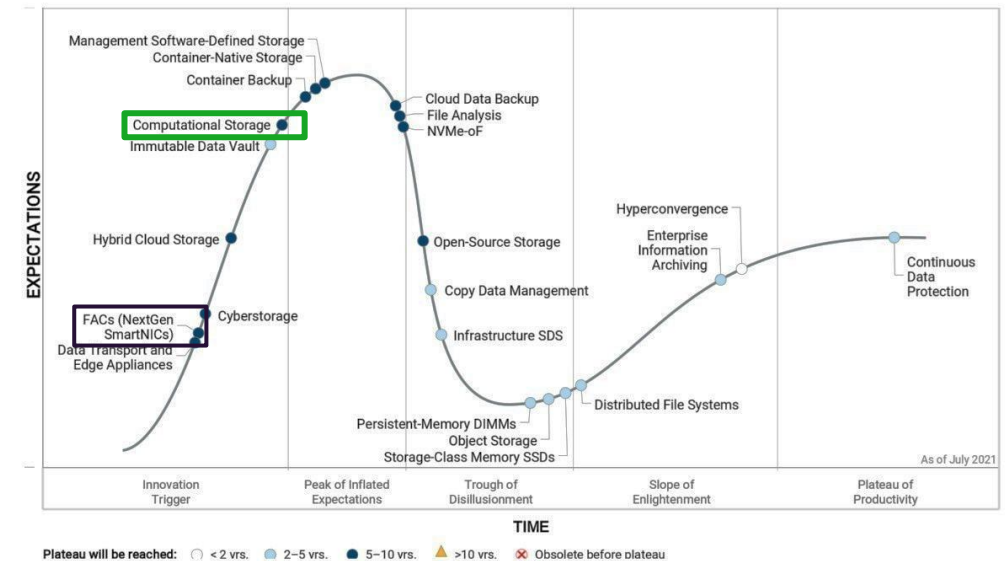 Management Software-Defined Storage
Container-Native Storage
Container Backup
Computational Storage
Immutable Data Vault
Hybrid Cloud Storage
FACs (NextGen
SmartNICs)
Cyberstorage
Data Transport and
Edge Appliances
Cloud Data Backup
File Analysis
NVMe-oF
Open-Source Storage
Copy Data Management
Infrastructure SDS
Persistent-Memory DIMMs
Object Storage
Storage-Class Memory SSDs
Distributed File Systems
Hyperconvergence
Enterprise
Information
Archiving
Continuous
Data
Protection
EXPECTATIONS
As of July 2021
Innovation
Trigger
Peak of Inflated
Expectations
Trough of
Disillusionment
Slope of
Enlightenment
Plateau of
Productivity
TIME
Plateau will be reached: < 2 yrs. 2–5 yrs. 5–10 yrs. >10 yrs. Obsolete before plateau